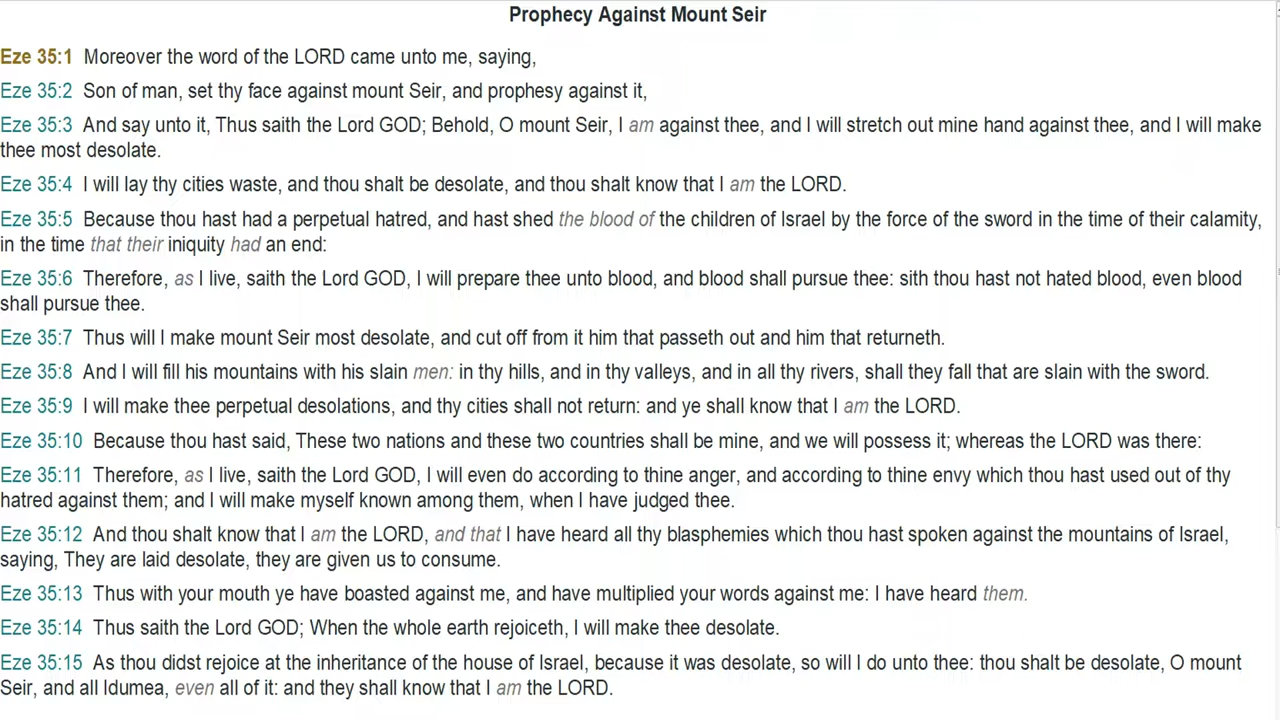 Prophecy Against Mount Seir
Eze 35:1 Moreover the word of the LORD came unto me, saying,
Eze 35:2 Son of man, set thy face against mount Seir, and prophesy against it,
Eze 35:3 And say unto it, Thus saith the Lord GOD; Behold, O mount Seir, I am against thee, and I will stretch out mine hand against thee, and I will make
thee most desolate.
Eze 35:4 I will lay thy cities waste, and thou shalt be desolate, and thou shalt know that I am the LORD.
Eze 35:5 Because thou hast had a perpetual hatred, and hast shed the blood of the children of Israel by the force of the sword in the time of their calamity,
in the time that their iniquity had an end:
Eze 35:6 Therefore, as I live, saith the Lord GOD, I will prepare thee unto blood, and blood shall pursue thee: sith thou hast not hated blood, even blood
shall pursue thee.
Eze 35:7 Thus will I make mount Seir most desolate, and cut off from it him that passeth out and him that returneth.
Eze 35:8 And I will fill his mountains with his slain men: in thy hills, and in thy valleys, and in all thy rivers, shall they fall that are slain with the sword.
Eze 35:9 I will make thee perpetual desolations, and thy cities shall not return: and ye shall know that I am the LORD.
Eze 35:10 Because thou hast said, These two nations and these two countries shall be mine, and we will possess it; whereas the LORD was there:
Eze 35:11 Therefore, as I live, saith the Lord GOD, I will even do according to thine anger, and according to thine envy which thou hast used out of thy
hatred against them; and I will make myself known among them, when I have judged thee.
Eze 35:12 And thou shalt know that I am the LORD, and that I have heard all thy blasphemies which thou hast spoken against the mountains of Israel,
saying, They are laid desolate, they are given us to consume.
Eze 35:13 Thus with your mouth ye have boasted against me, and have multiplied your words against me: I have heard them.
Eze 35:14 Thus saith the Lord GOD; When the whole earth rejoiceth, I will make thee desolate.
Eze 35:15 As thou didst rejoice at the inheritance of the house of Israel, because it was desolate, so will I do unto thee: thou shalt be desolate, O mount
Seir, and all Idumea, even all of it: and they shall know that I am the LORD.